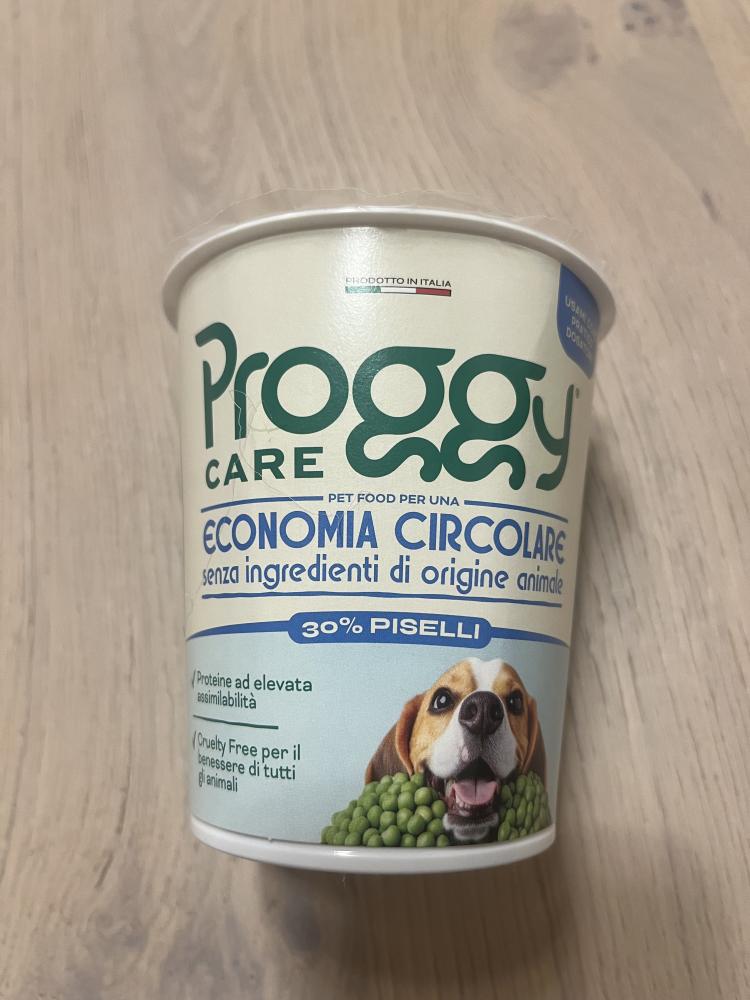 PRODOTTO IN ITALIA
Proggy
CARE
PET FOOD PER UNA
ECONOMIA CIRCOLARE
senza ingredienti di origine animale
30% PISELLI
Proteine ad elevata
assimilabilità
Cruelty Free per il
benessere di tutti
gli animali